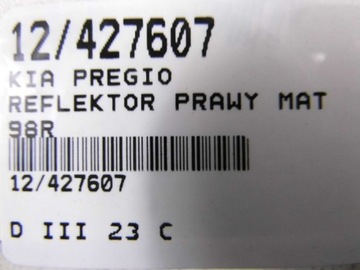 12/427607
KIA PREGIO
REFLEKTOR PRAWY MAT
98R
12/427607
D III 23 C